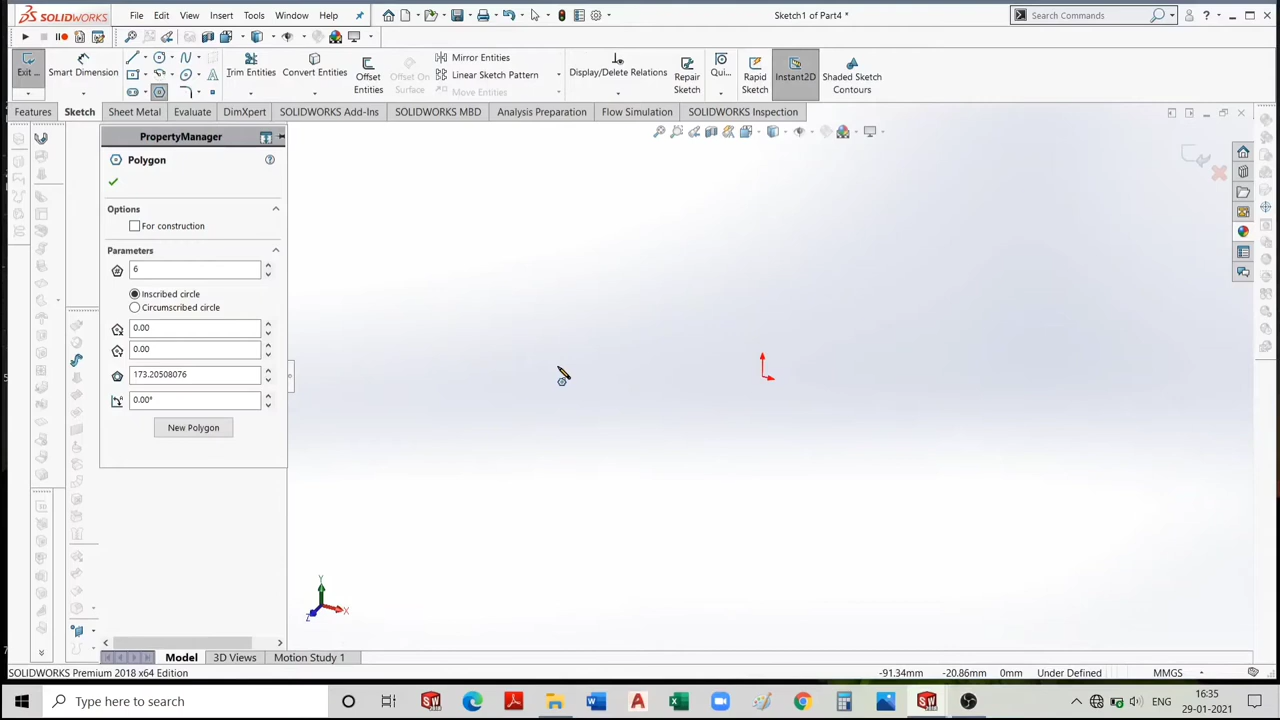 SOLIDWORKS File Edit View Insert Tools Window Help Sketch1 of Part4 * Search Commands ?
Exit ... Smart Dimension Trim Entities Convert Entities Offset Entities Offset On Surface Mirror Entities Linear Sketch Pattern Move Entities Display/Delete Relations Repair Sketch Qui... Rapid Sketch Instant2D Shaded Sketch Contours
Features Sketch Sheet Metal Evaluate DimXpert SOLIDWORKS Add-Ins SOLIDWORKS MBD Analysis Preparation Flow Simulation SOLIDWORKS Inspection
PropertyManager
Polygon
Options
For construction
Parameters
6
Inscribed circle
Circumscribed circle
0.00
0.00
173.20508076
0.00°
New Polygon
Y
X
Z
Model 3D Views Motion Study 1
SOLIDWORKS Premium 2018 x64 Edition -91.34mm -20.86mm 0mm Under Defined MMGS
Type here to search ENG 16:35
29-01-2021